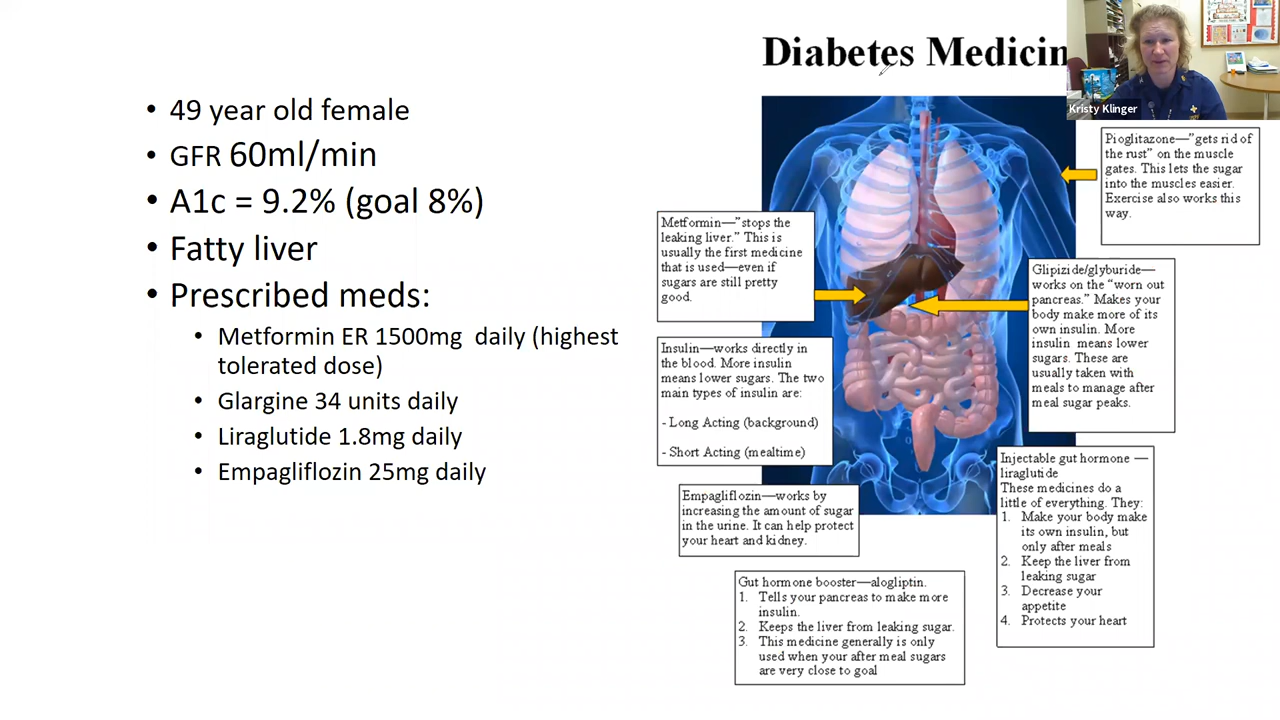 Diabetes Medicin
Kristy Klinger
• 49 year old female
• GFR 60ml/min
• A1c = 9.2% (goal 8%)
• Fatty liver
• Prescribed meds:
• Metformin ER 1500mg daily (highest
tolerated dose)
• Glargine 34 units daily
• Liraglutide 1.8mg daily
• Empagliflozin 25mg daily
Pioglitazone—"gets rid of
the rust" on the muscle
gates. This lets the sugar
into the muscles easier.
Exercise also works this
way.
Metformin—"stops the
leaking liver." This is
usually the first medicine
that is used—even if
sugars are still pretty
good.
Glipizide/glyburide—
works on the "worn out
pancreas." Makes your
body make more of its
own insulin. More
insulin means lower
sugars. These are
usually taken with
meals to manage after
meal sugar peaks.
Insulin—works directly in
the blood. More insulin
means lower sugars. The two
main types of insulin are:
- Long Acting (background)
- Short Acting (mealtime)
Injectable gut hormone —
liraglutide
These medicines do a
little of everything. They:
1. Make your body make
its own insulin, but
only after meals
2. Keep the liver from
leaking sugar
3. Decrease your
appetite
4. Protects your heart
Empagliflozin—works by
increasing the amount of sugar
in the urine. It can help protect
your heart and kidney.
Gut hormone booster—alogliptin.
1. Tells your pancreas to make more
insulin.
2. Keeps the liver from leaking sugar.
3. This medicine generally is only
used when your after meal sugars
are very close to goal